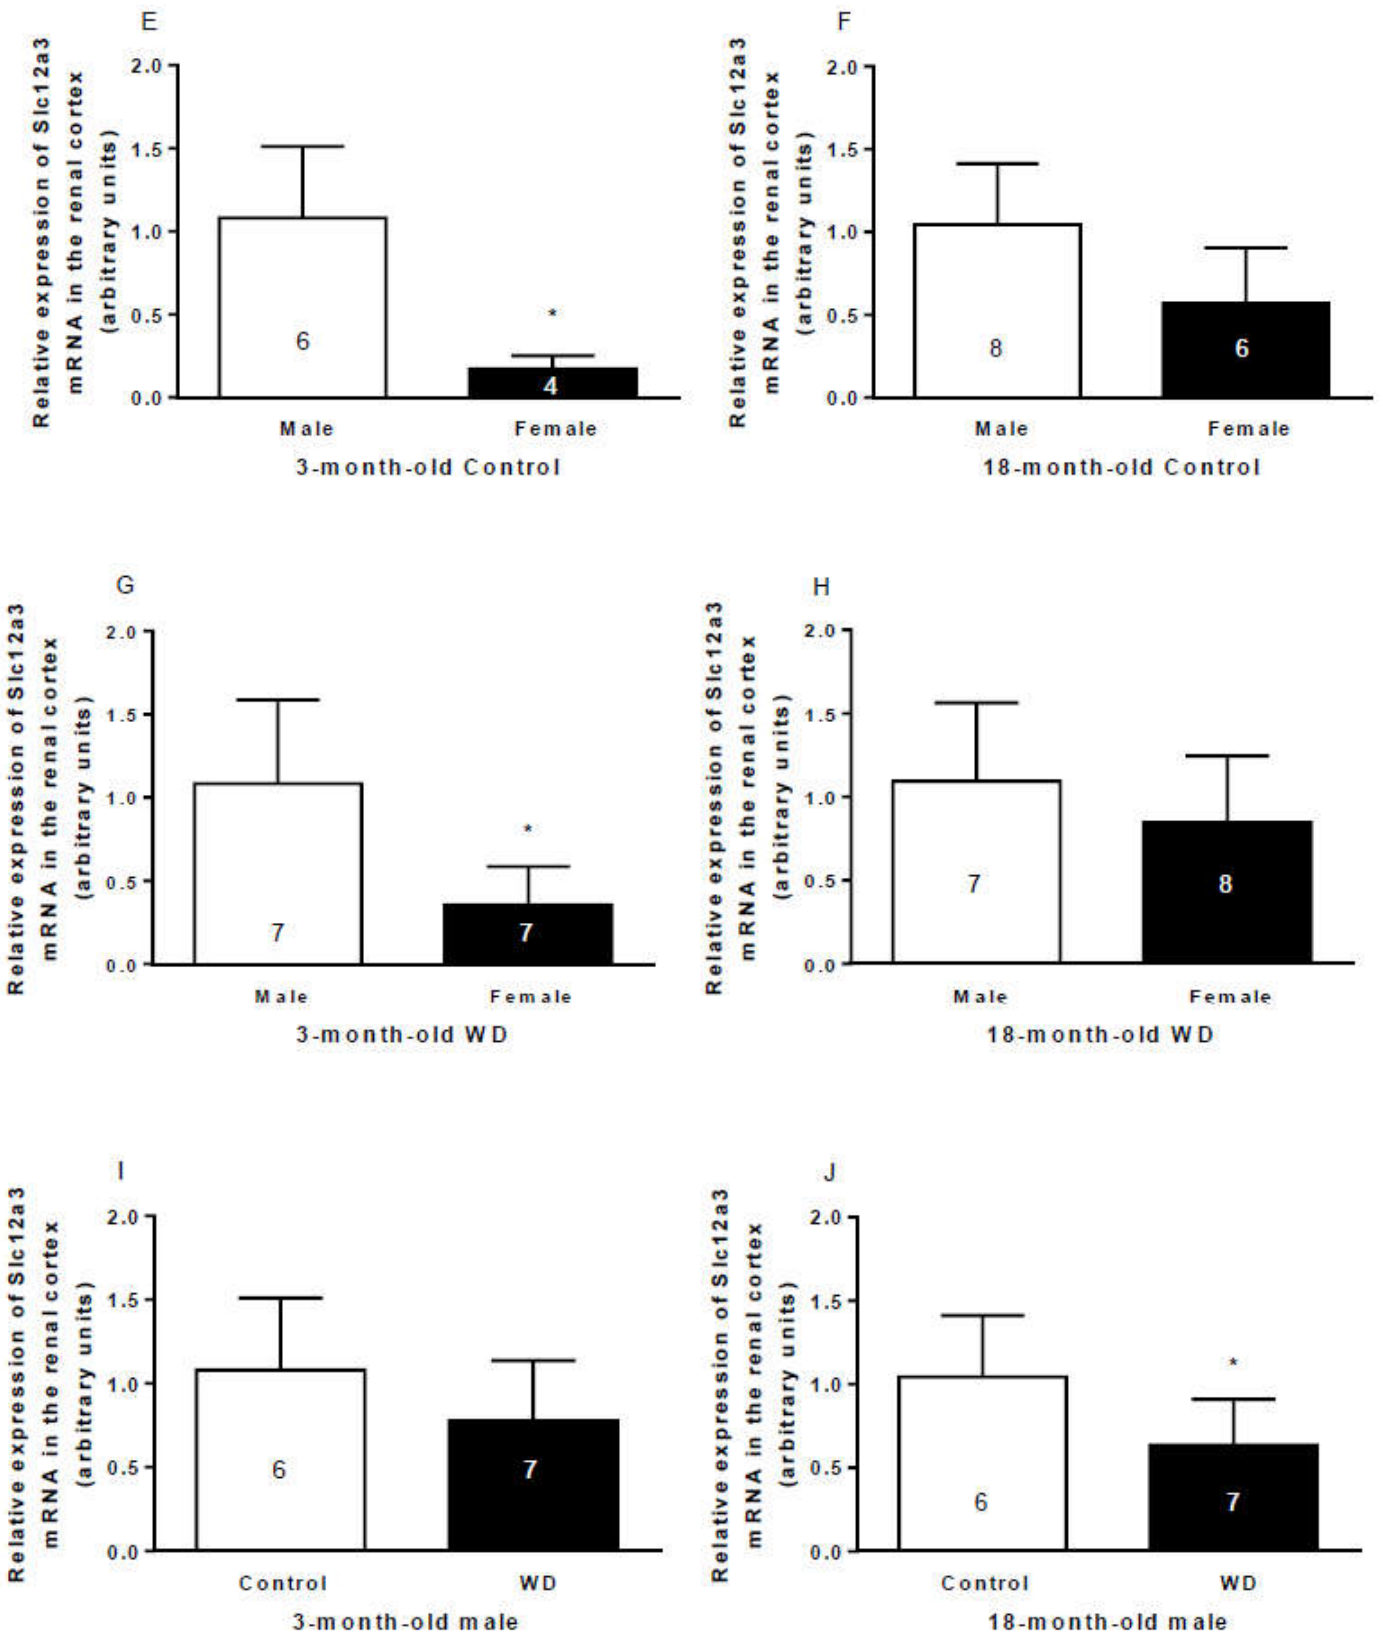 E
Relative expression of Slc12a3
mRNA in the renal cortex
(arbitrary units)
2.0
1.5
1.0
0.5
0.0
6
*
4
Male
Female
3-month-old Control
F
Relative expression of Slc12a3
mRNA in the renal cortex
(arbitrary units)
2.0
1.5
1.0
0.5
0.0
8
6
Male
Female
18-month-old Control
G
Relative expression of Slc12a3
mRNA in the renal cortex
(arbitrary units)
2.0
1.5
1.0
0.5
0.0
7
*
7
Male
Female
3-month-old WD
H
Relative expression of Slc12a3
mRNA in the renal cortex
(arbitrary units)
2.0
1.5
1.0
0.5
0.0
7
8
Male
Female
18-month-old WD
I
Relative expression of Slc12a3
mRNA in the renal cortex
(arbitrary units)
2.0
1.5
1.0
0.5
0.0
6
7
Control
WD
3-month-old male
J
Relative expression of Slc12a3
mRNA in the renal cortex
(arbitrary units)
2.0
1.5
1.0
0.5
0.0
6
*
7
Control
WD
18-month-old male